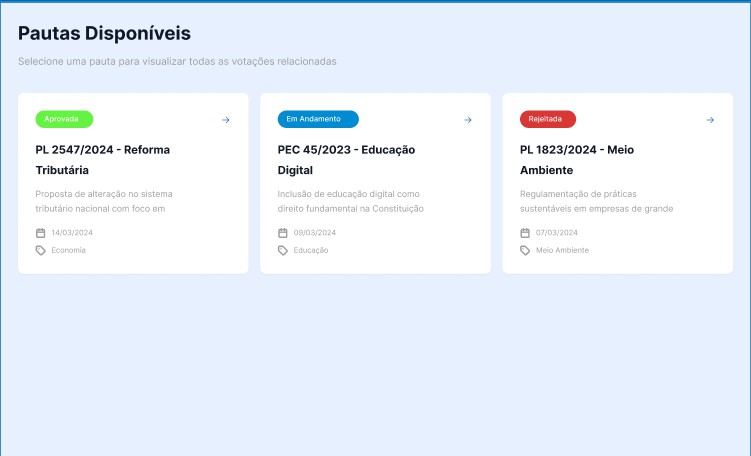 Pautas Disponíveis
Selecione uma pauta para visualizar todas as votações relacionadas
Aprovada
PL 2547/2024 - Reforma
Tributária
Proposta de alteração no sistema
tributário nacional com foco em
14/03/2024
Economia
Em Andamento
PEC 45/2023 - Educação
Digital
Inclusão de educação digital como
direito fundamental na Constituição
09/03/2024
Educação
Rejeitada
PL 1823/2024 - Meio
Ambiente
Regulamentação de práticas
sustentáveis em empresas de grande
07/03/2024
Meio Ambiente